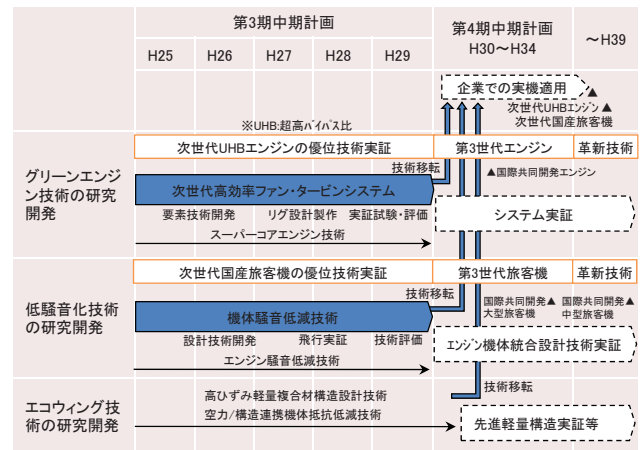 第3期中期計画
第4期中期計画
H30～H34
～H39
H25
H26
H27
H28
H29
企業での実機適用
▲
次世代UHBエンジン▲
次世代国産旅客機
※UHB:超高バイパス比
グリーンエンジ
ン技術の研究
開発
次世代UHBエンジンの優位技術実証
第3世代エンジン
革新技術
技術移転
▲国際共同開発エンジン
次世代高効率ファン・タービンシステム
要素技術開発
リグ設計製作
実証試験・評価
システム実証
スーパーコアエンジン技術
低騒音化技術
の研究開発
次世代国産旅客機の優位技術実証
第3世代旅客機
革新技術
技術移転
国際共同開発▲
大型旅客機
国際共同開発▲
中型旅客機
機体騒音低減技術
設計技術開発
飛行実証
技術評価
エンジン機体統合設計技術実証
エンジン騒音低減技術
エコウィング技
術の研究開発
高ひずみ軽量複合材構造設計技術
空力/構造連携機体抵抗低減技術
技術移転
先進軽量構造実証等